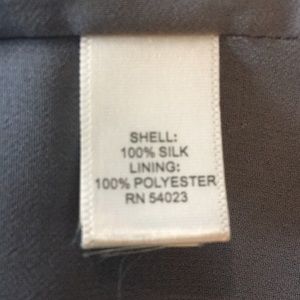 SHELL:
100% SILK
LINING:
100% POLYESTER
RN 54023